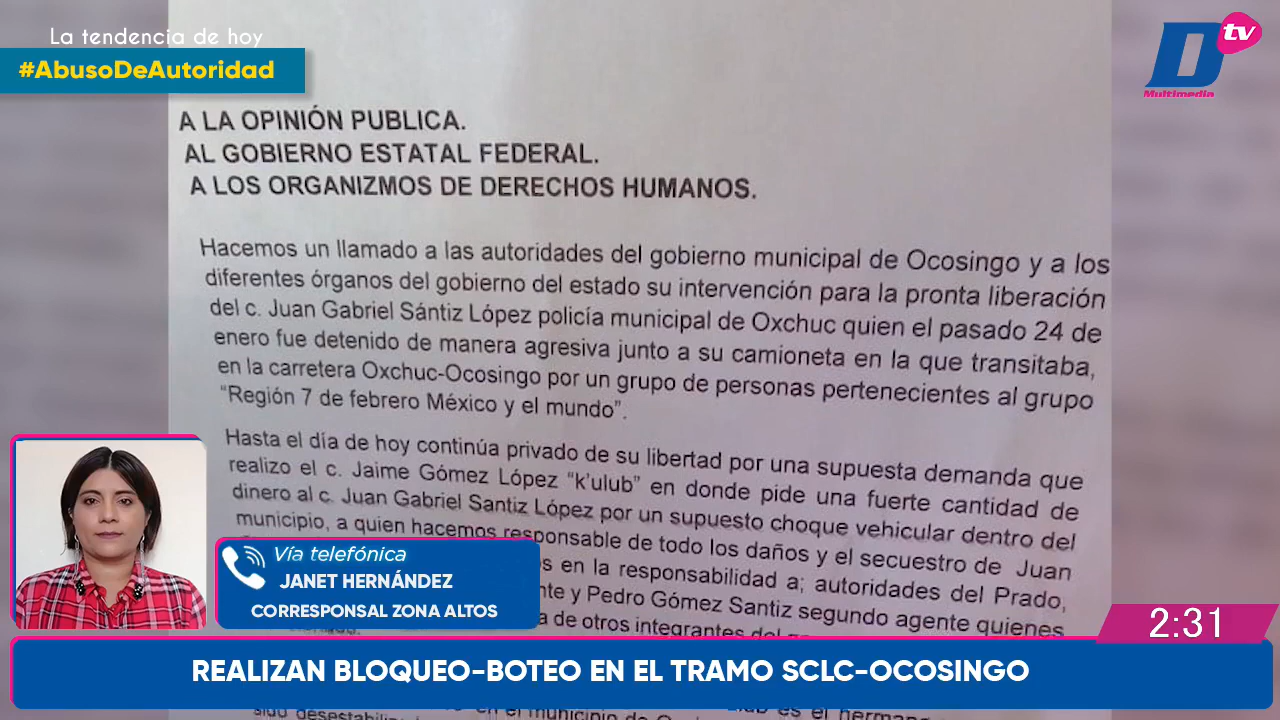 La tendencia de hoy
#AbusoDeAutoridad
D tv
Multimedia
A LA OPINIÓN PUBLICA.
AL GOBIERNO ESTATAL FEDERAL.
A LOS ORGANIZMOS DE DERECHOS HUMANOS.
Hacemos un llamado a las autoridades del gobierno municipal de Ocosingo y a los
diferentes órganos del gobierno del estado su intervención para la pronta liberación
del c. Juan Gabriel Sántiz López policía municipal de Oxchuc quien el pasado 24 de
enero fue detenido de manera agresiva junto a su camioneta en la que transitaba,
en la carretera Oxchuc-Ocosingo por un grupo de personas pertenecientes al grupo
“Región 7 de febrero México y el mundo”.
Hasta el día de hoy continúa privado de su libertad por una supuesta demanda que
realizo el c. Jaime Gómez López “k’ulub” en donde pide una fuerte cantidad de
dinero al c. Juan Gabriel Santiz López por un supuesto choque vehicular dentro del
municipio, a quien hacemos responsable de todo los daños y el secuestro de Juan
en la responsabilidad a; autoridades del Prado,
y Pedro Gómez Santiz segundo agente quienes
de otros integrantes del
Vía telefónica
JANET HERNÁNDEZ
CORRESPONSAL ZONA ALTOS
2:31
REALIZAN BLOQUEO-BOTEO EN EL TRAMO SCLC-OCOSINGO